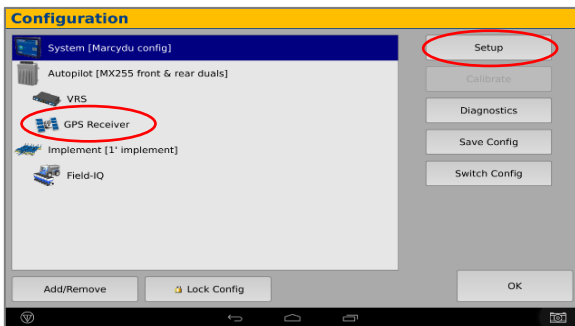 Configuration
System [Marcydu config]
Setup
Autopilot [MX255 front & rear duals]
Calibrate
VRS
Diagnostics
GPS Receiver
Save Config
Implement [1' implement]
Field-IQ
Switch Config
Add/Remove
Lock Config
OK